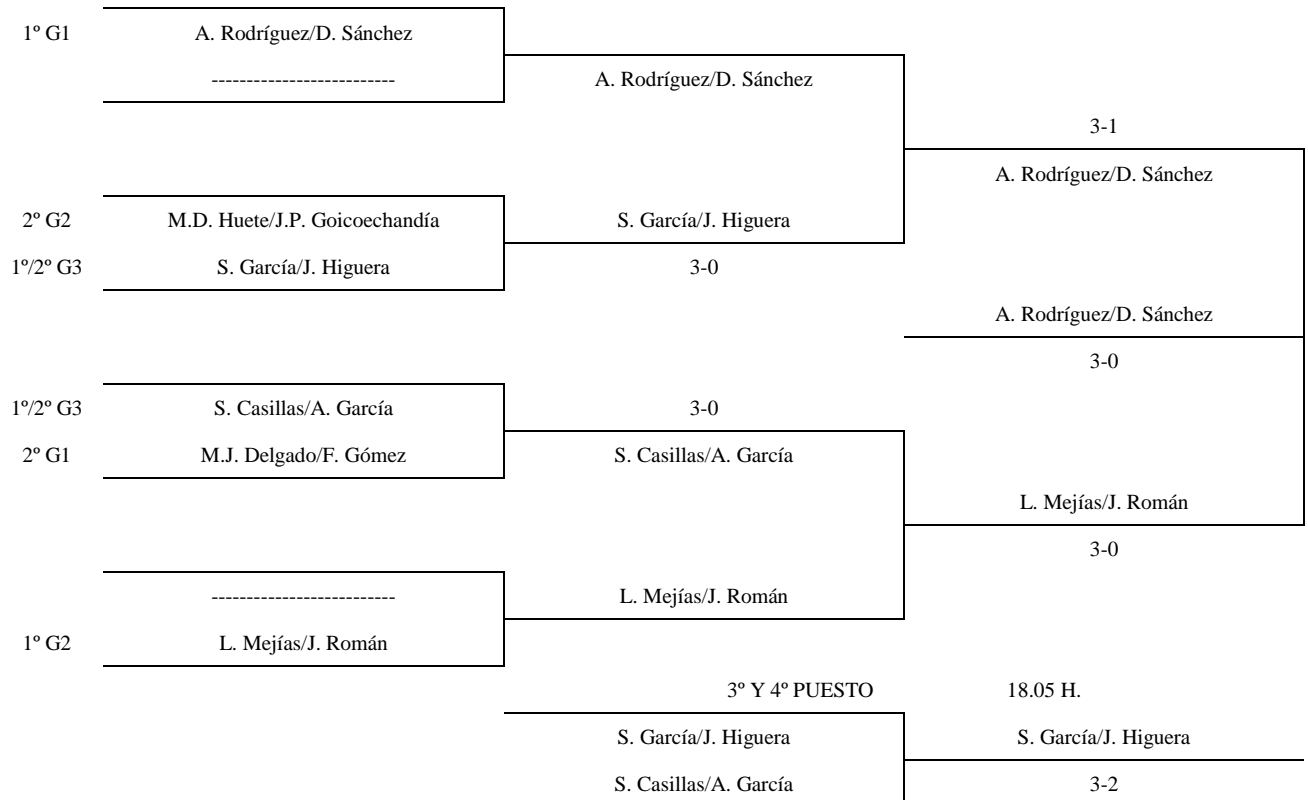 1º G1 A. Rodríguez/D. Sánchez
-------------------------- A. Rodríguez/D. Sánchez
3-1
A. Rodríguez/D. Sánchez
2º G2 M.D. Huete/J.P. Goicoechandía S. García/J. Higuera
1º/2º G3 S. García/J. Higuera 3-0
A. Rodríguez/D. Sánchez
3-0
1º/2º G3 S. Casillas/A. García 3-0
2º G1 M.J. Delgado/F. Gómez S. Casillas/A. García
L. Mejías/J. Román
3-0
-------------------------- L. Mejías/J. Román
1º G2 L. Mejías/J. Román
3º Y 4º PUESTO 18.05 H.
S. García/J. Higuera S. García/J. Higuera
S. Casillas/A. García 3-2